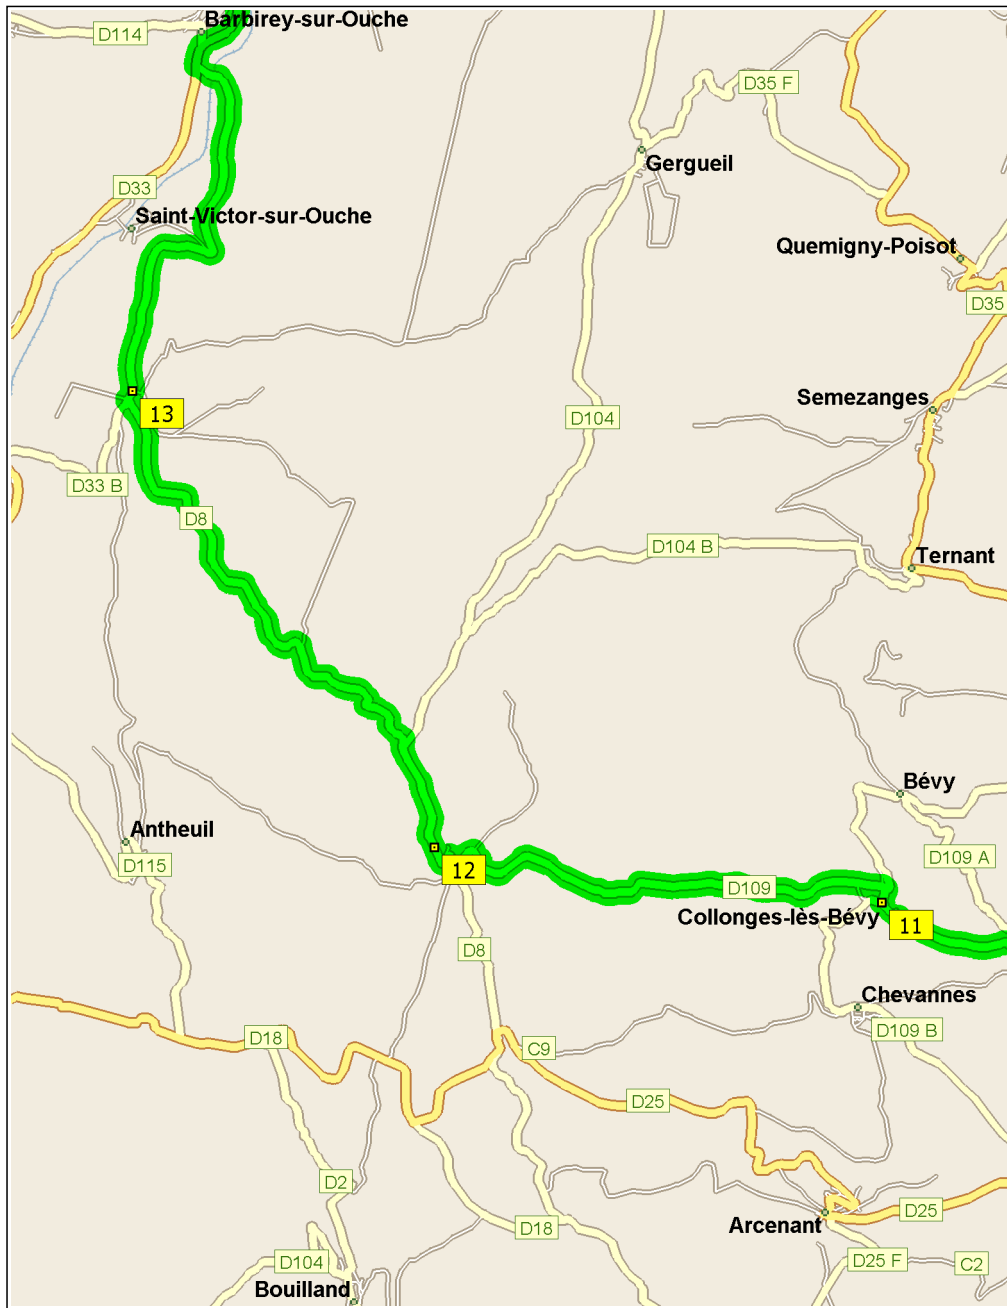 Barbirey-sur-Ouche
D114
D35 F
Gergueil
D33
Saint-Victor-sur-Ouche
Quemigny-Poisot
D35
Semezanges
13
D104
D33 B
D8
D104 B
Ternant
Bévy
Antheuil
D109 A
D115
12
D109
Collonges-lès-Bévy
11
D8
Chevannes
D109 B
D18
C9
D25
D2
D25
Arcenant
D18
D104
D25 F
C2
Bouilland